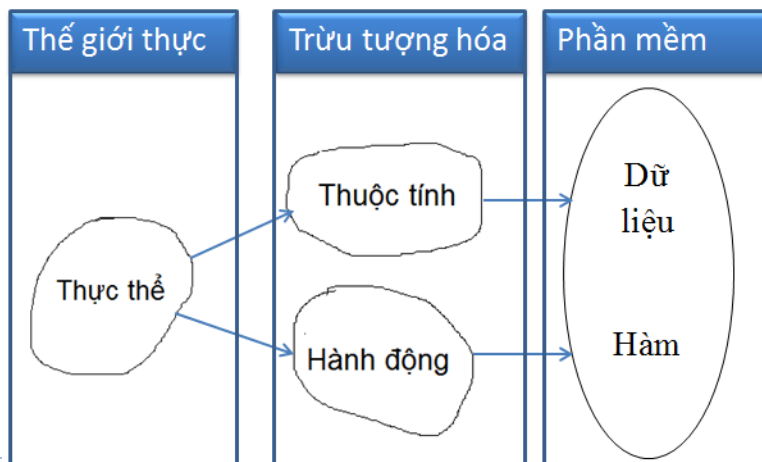 Thế giới thực
Trừu tượng hóa
Phần mềm
Thực thể
Thuộc tính
Hành động
Dữ
liệu
Hàm